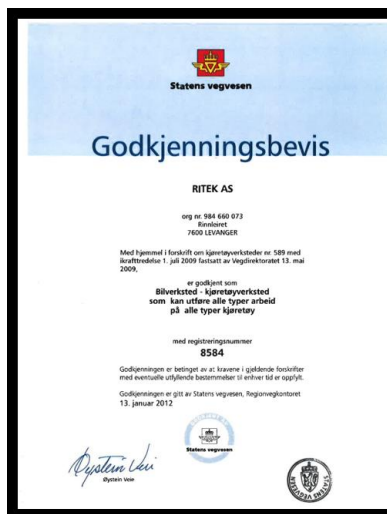 Statens vegvesen
Godkjenningsbevis
RITEK AS
org nr. 984 660 073
Rinnleiret
7600 LEVANGER
Med hjemmel i forskrift om kjøretøyverksteder nr. 589 med
ikrafttredelse 1. juli 2009 fastsatt av Vegdirektoratet 13. mai
2009,
er godkjent som
Bilverksted - kjøretøyverksted
som kan utføre alle typer arbeid
på alle typer kjøretøy
med registreringsnummer
8584
Godkjenningen er betinget av at kravene i gjeldende forskrifter
med eventuelle utfyllende bestemmelser til enhver tid er oppfylt.
Godkjenningen er gitt av Statens vegvesen, Regionvegkontoret
13. januar 2012
Statens vegvesen
Øystein Veie
Øystein Veie
STATENS VEGVESEN